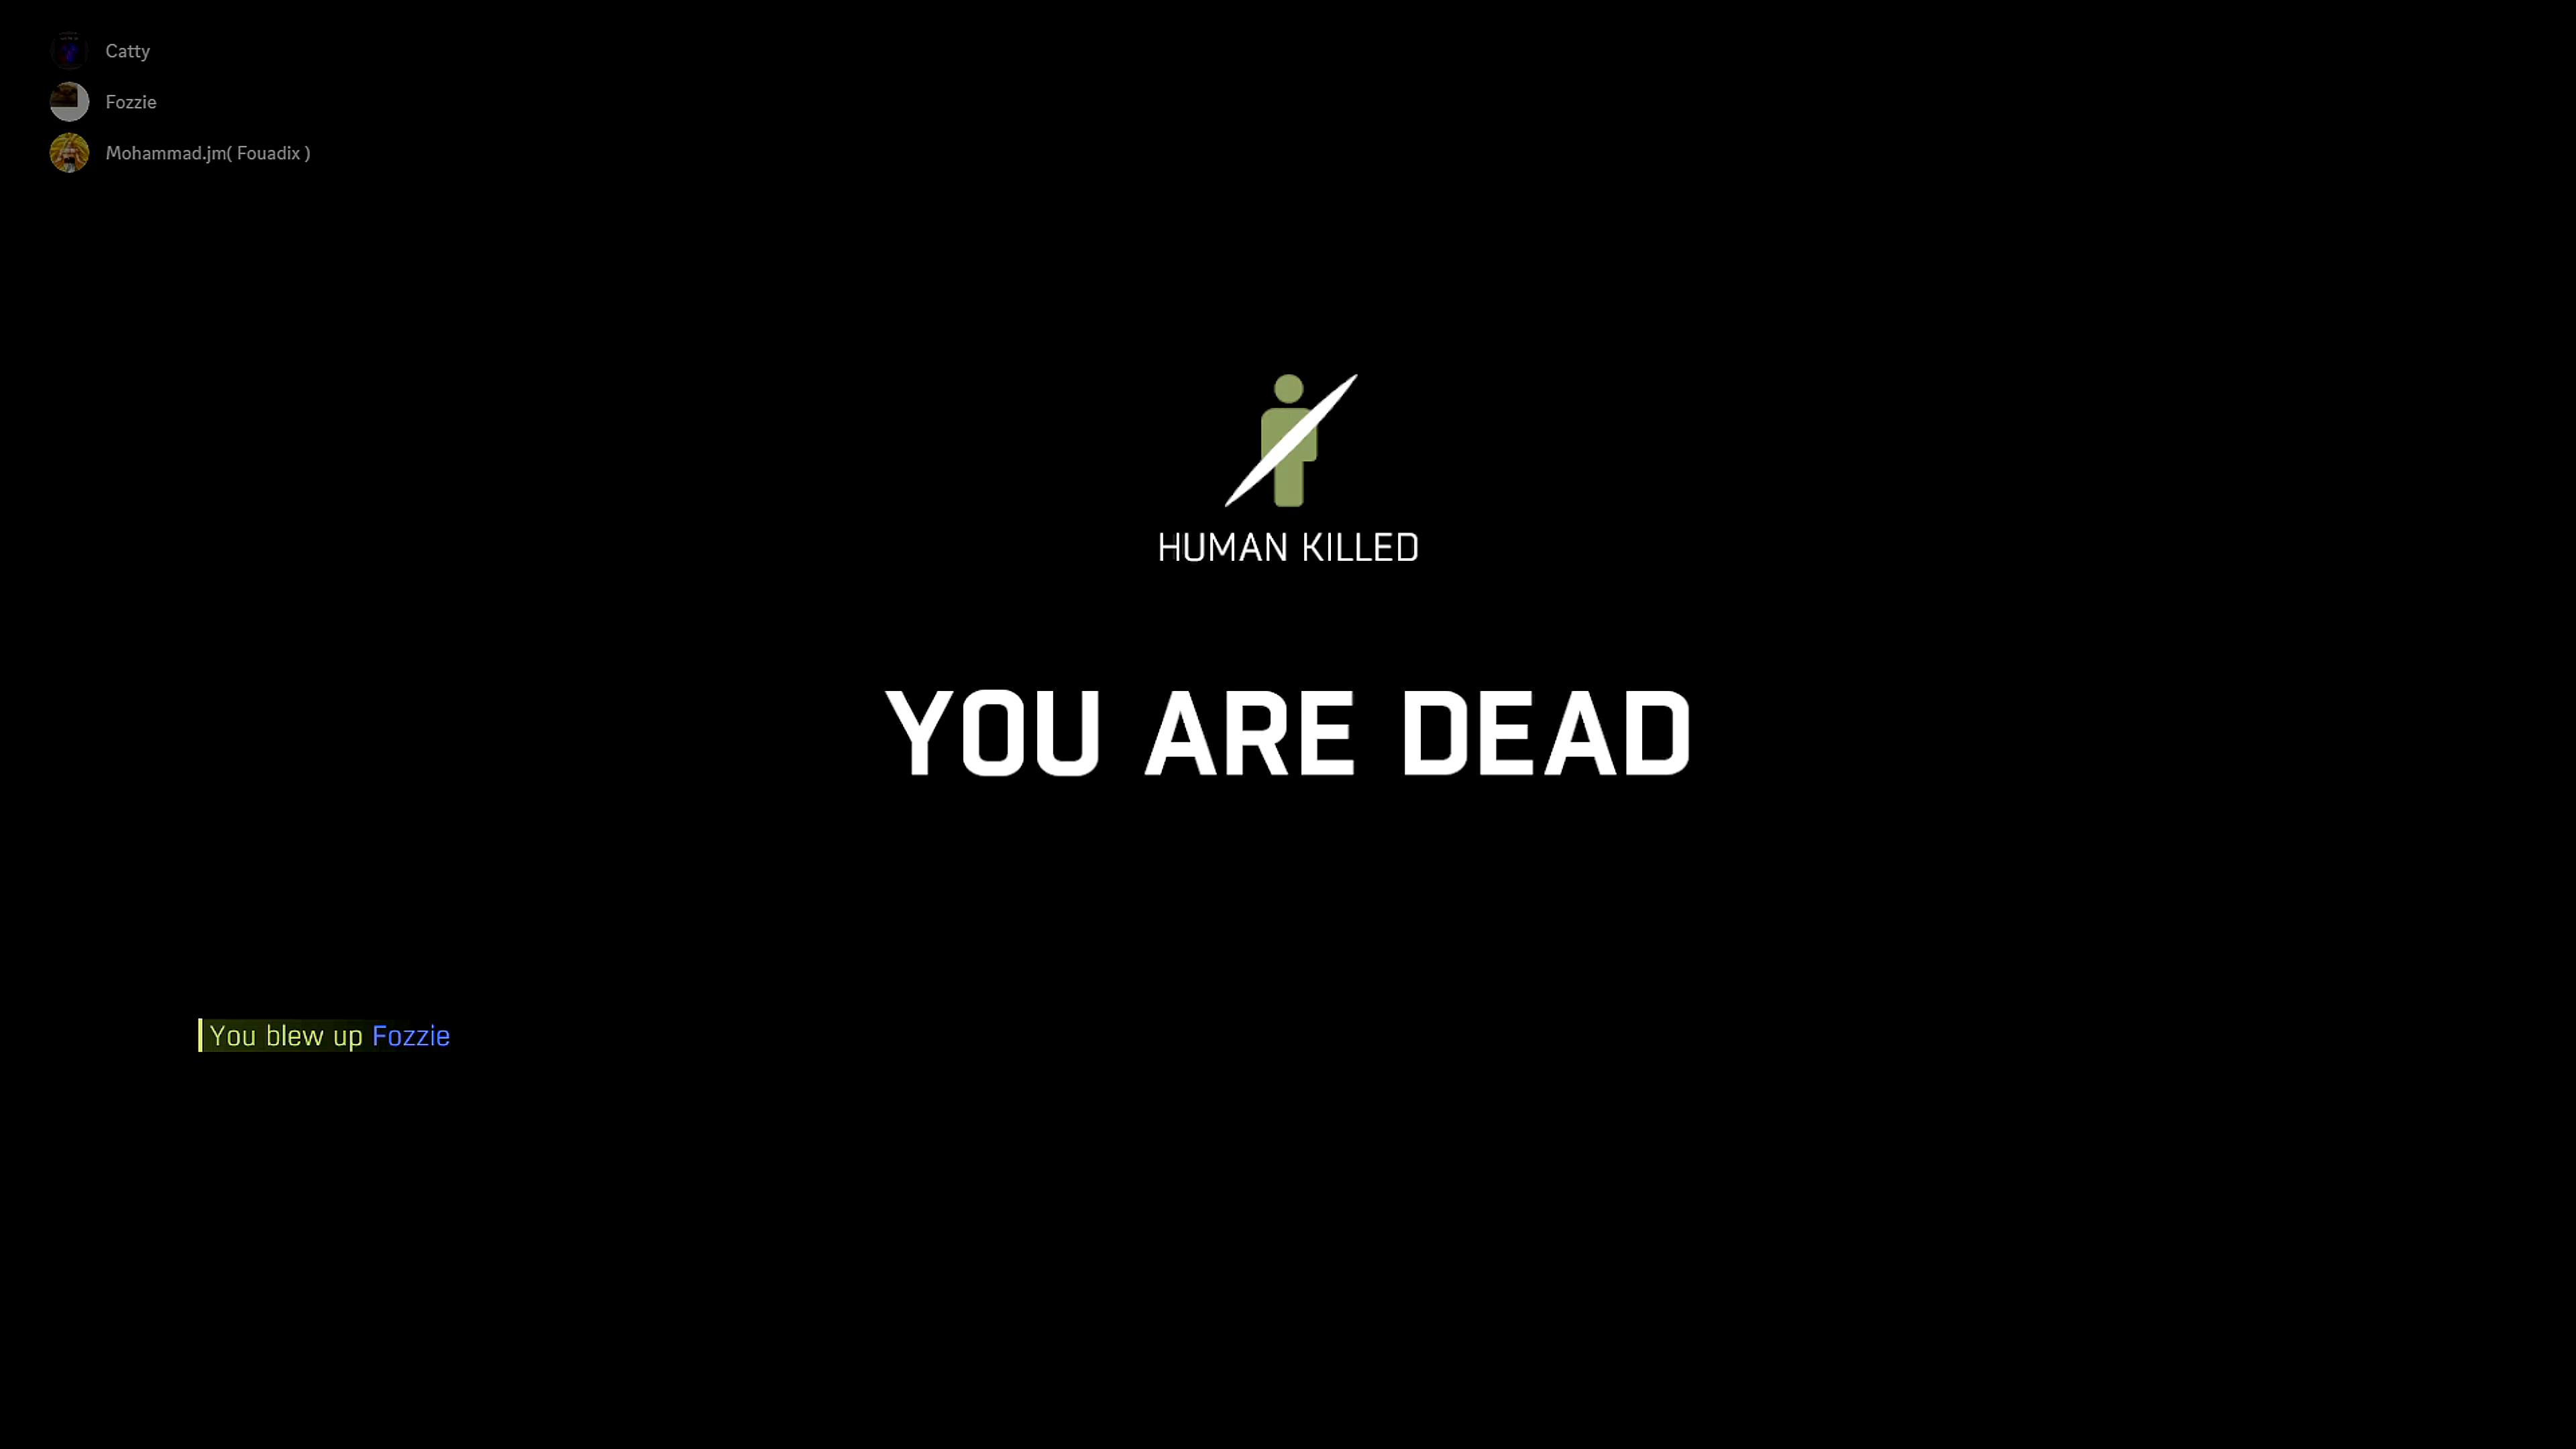 Catty
Fozzie
Mohammad.jm( Fouadix )
HUMAN KILLED
YOU ARE DEAD
You blew up Fozzie